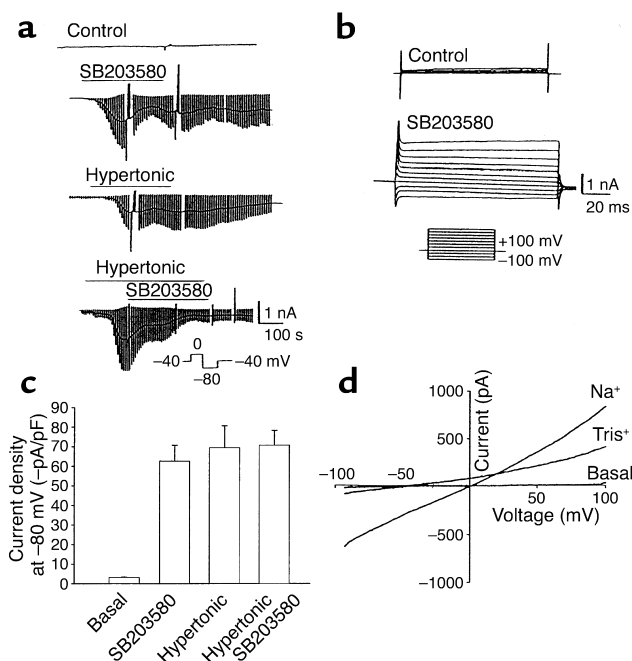 a
Control
SB203580
Hypertonic
Hypertonic
SB203580
1 nA
100 s
0
−40
−40 mV
−80
b
Control
SB203580
1 nA
20 ms
+100 mV
−100 mV
c
Current density
at −80 mV (−pA/pF)
90
80
70
60
50
40
30
20
10
0
Basal
SB203580
Hypertonic
Hypertonic
SB203580
d
Current (pA)
1000
500
−500
−1000
−100
−50
50
100
Voltage (mV)
Na⁺
Tris⁺
Basal